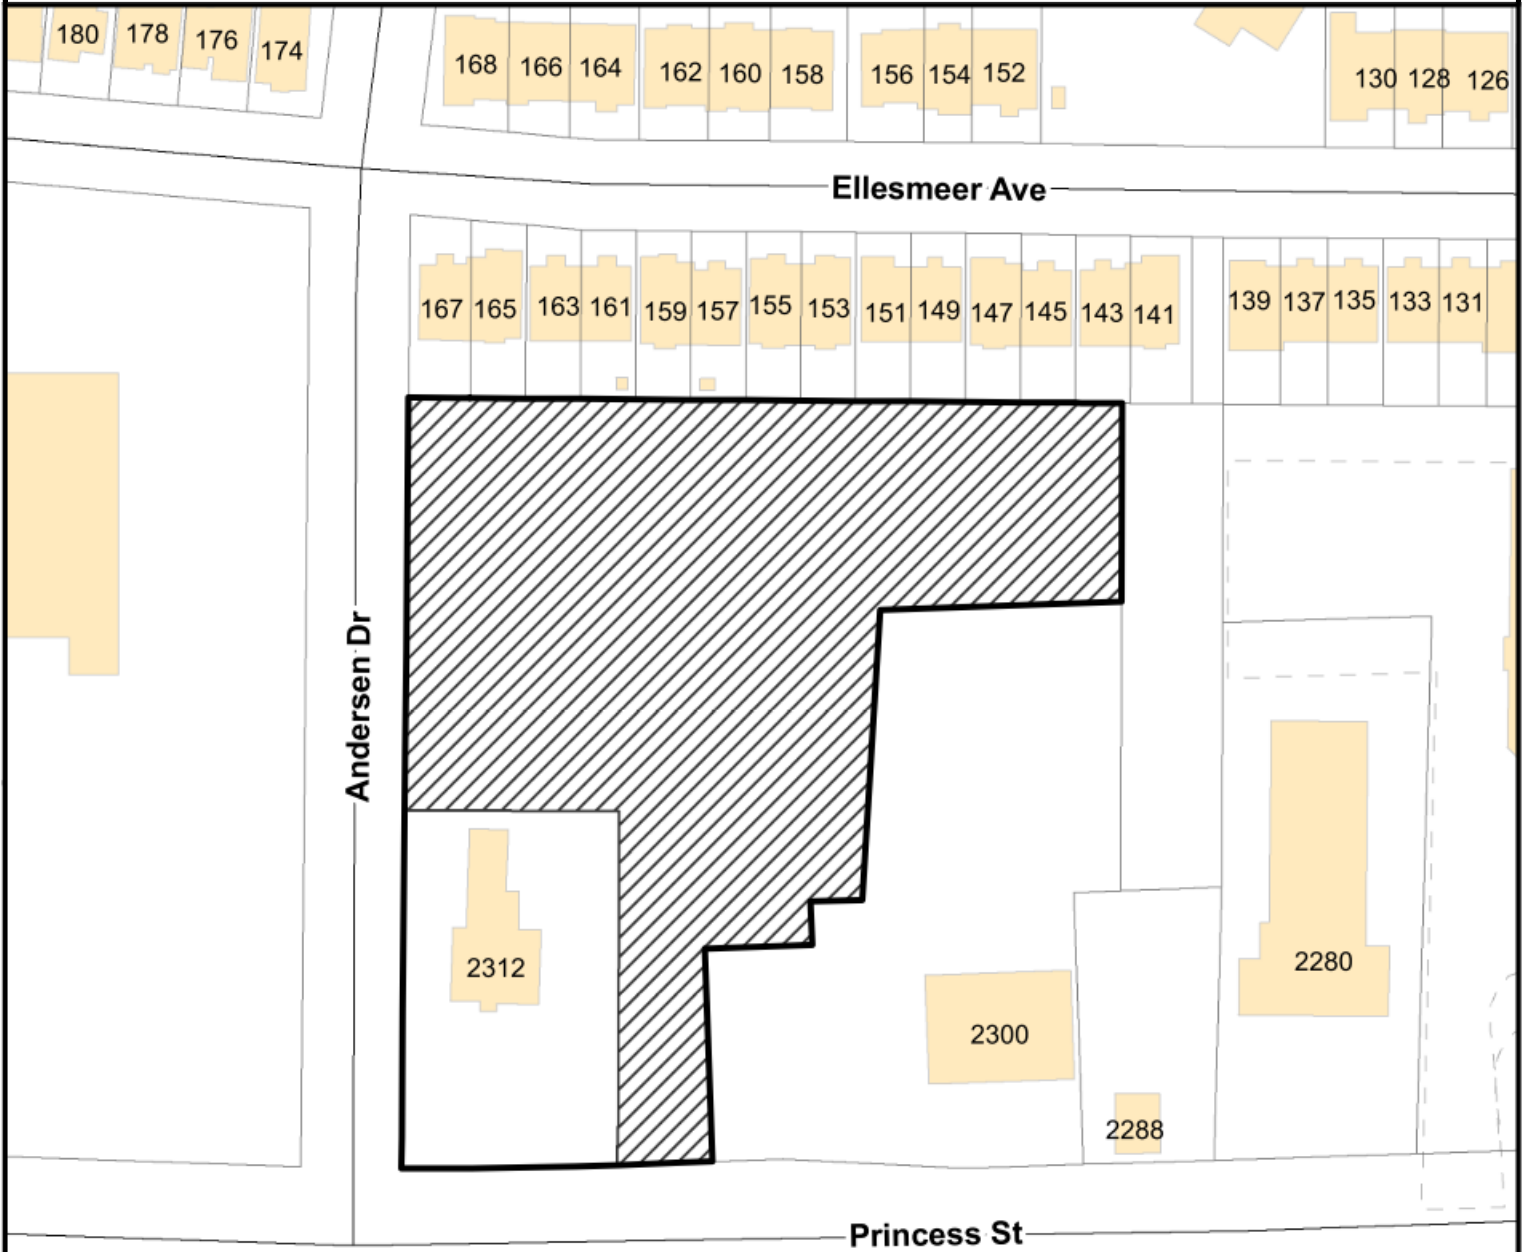 180 178 176 174
168 166 164 162 160 158 156 154 152
130 128 126
Ellesmeer Ave
167 165 163 161 159 157 155 153 151 149 147 145 143 141
139 137 135 133 131
Andersen Dr
2312
2300
2288
2280
Princess St